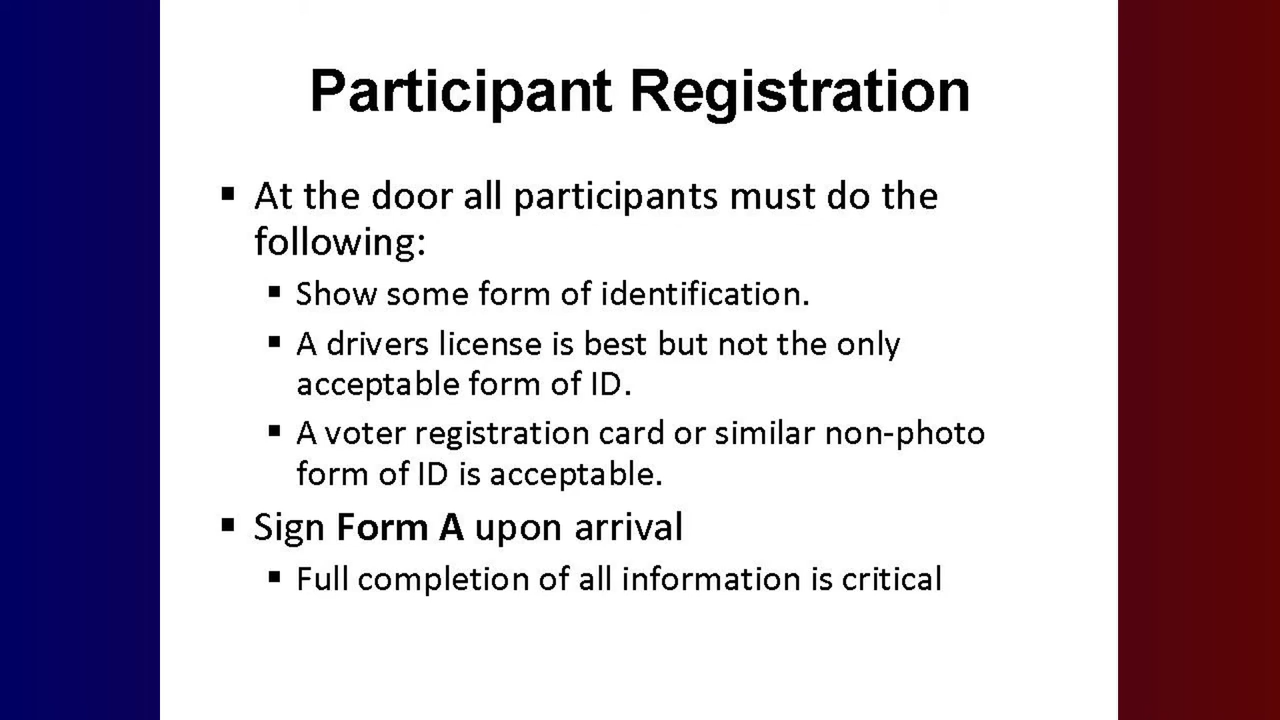 Participant Registration
▪ At the door all participants must do the
following:
▪ Show some form of identification.
▪ A drivers license is best but not the only
acceptable form of ID.
▪ A voter registration card or similar non-photo
form of ID is acceptable.
▪ Sign Form A upon arrival
▪ Full completion of all information is critical